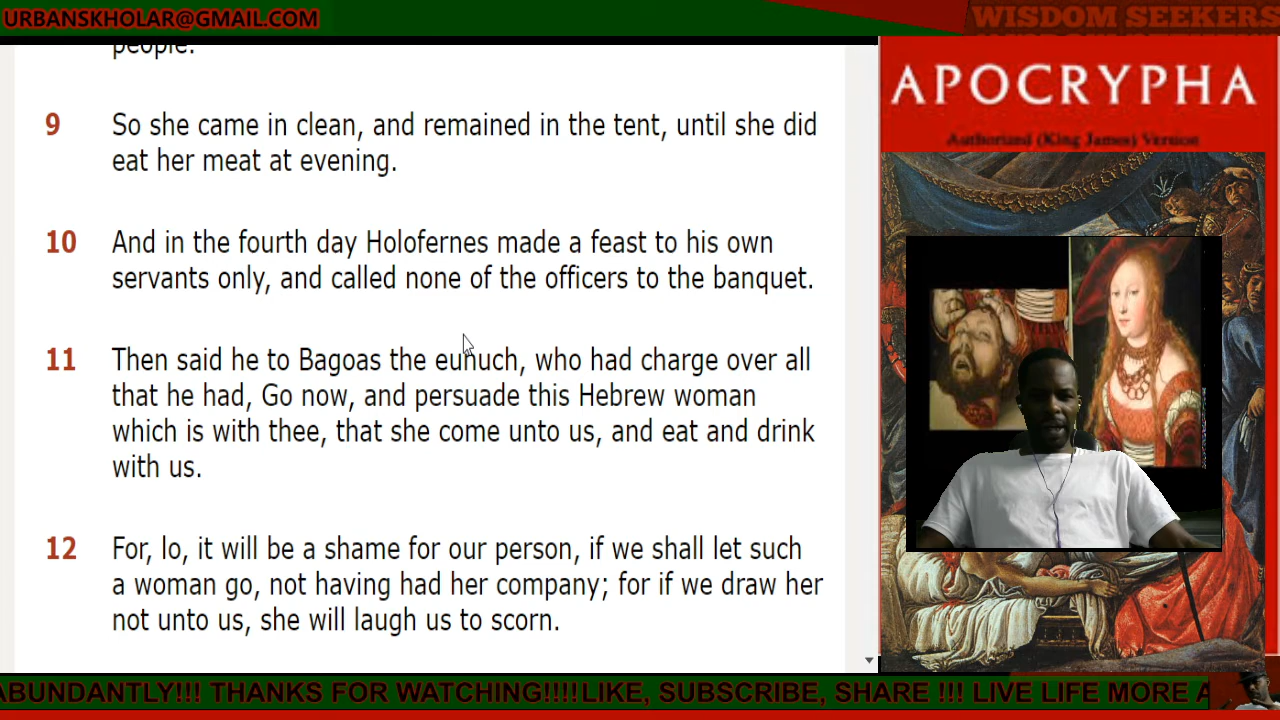 URBANSKHOLAR@GMAIL.COM
WISDOM SEEKERS
people.
9 So she came in clean, and remained in the tent, until she did
eat her meat at evening.
10 And in the fourth day Holofernes made a feast to his own
servants only, and called none of the officers to the banquet.
11 Then said he to Bagoas the eunuch, who had charge over all
that he had, Go now, and persuade this Hebrew woman
which is with thee, that she come unto us, and eat and drink
with us.
12 For, lo, it will be a shame for our person, if we shall let such
a woman go, not having had her company; for if we draw her
not unto us, she will laugh us to scorn.
APOCRYPHA
Authorized (King James) Version
ABUNDANTLY!!! THANKS FOR WATCHING!!!!LIKE, SUBSCRIBE, SHARE !!! LIVE LIFE MORE A